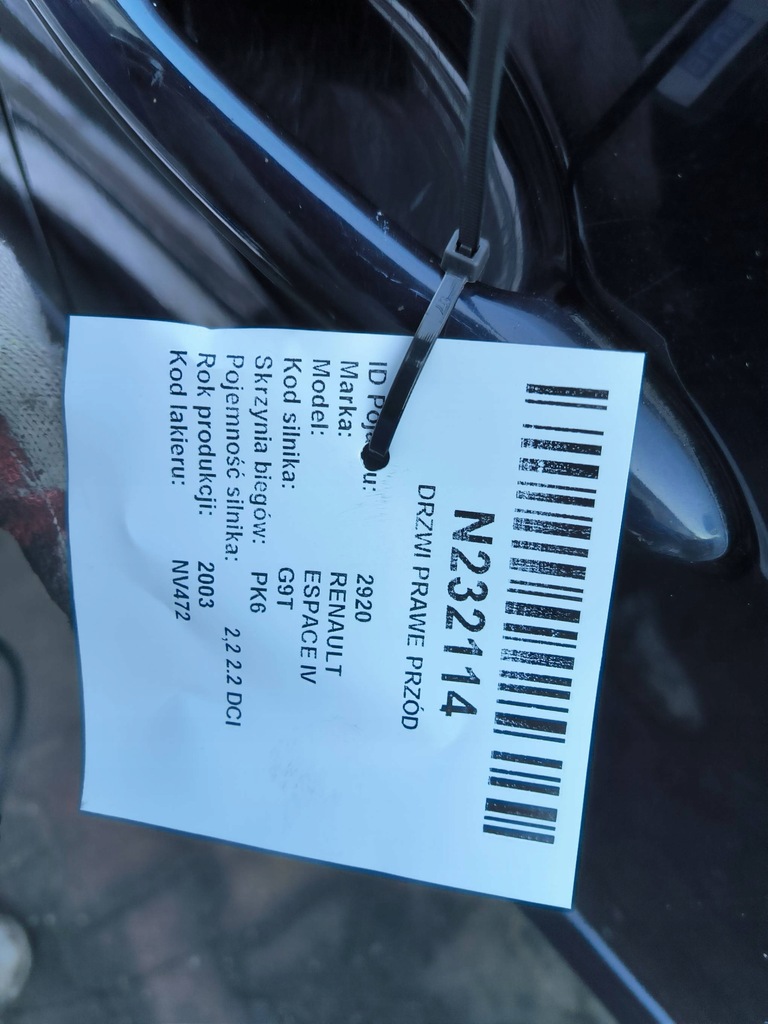 N232114
DRZWI PRAWE PRZÓD
ID 2920
Marka: RENAULT
Model: ESPACE IV
Kod silnika: G9T
Skrzynia biegów: PK6
Pojemność silnika: 2,2 2.2 DCI
Rok produkcji: 2003
Kod lakieru: NV472